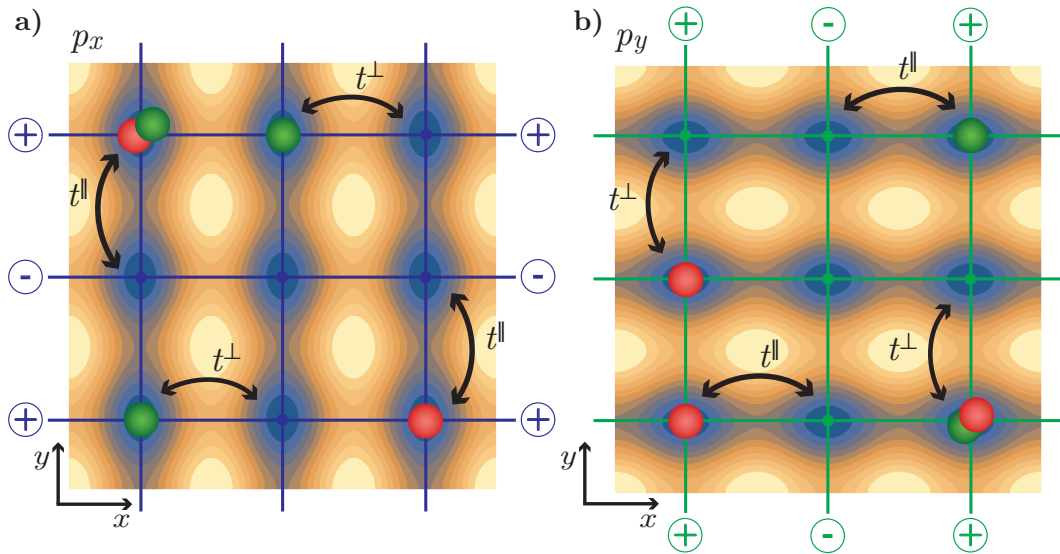 a)
p_x
t^⊥
+
+
t^∥
-
-
t^⊥
t^∥
+
+
y
x
b)
p_y
+
-
+
t^∥
t^⊥
t^∥
t^⊥
y
x
+
-
+